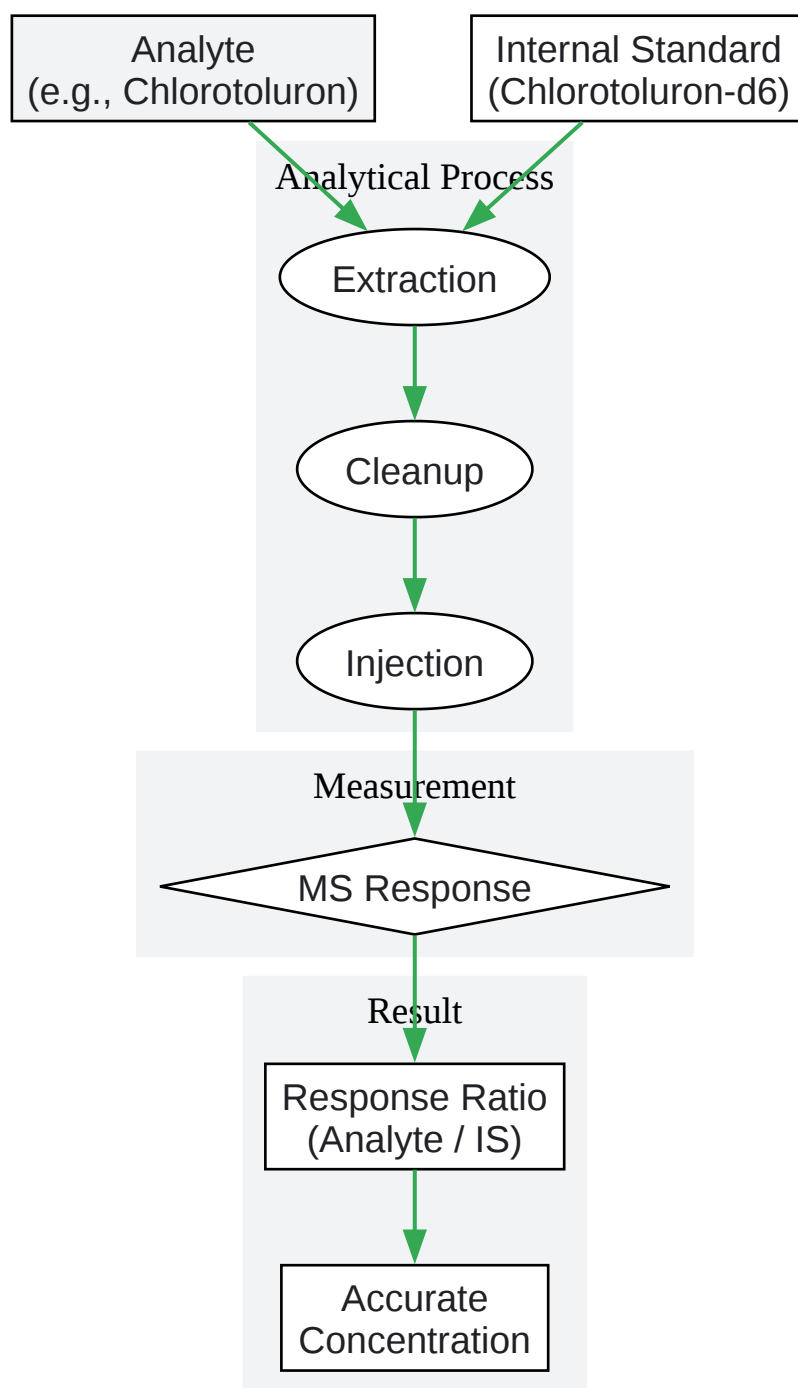 Analyte
(e.g., Chlorotoluron)
Internal Standard
(Chlorotoluron-d6)
Analytical Process
Extraction
Cleanup
Injection
Measurement
MS Response
Result
Response Ratio
(Analyte / IS)
Accurate
Concentration